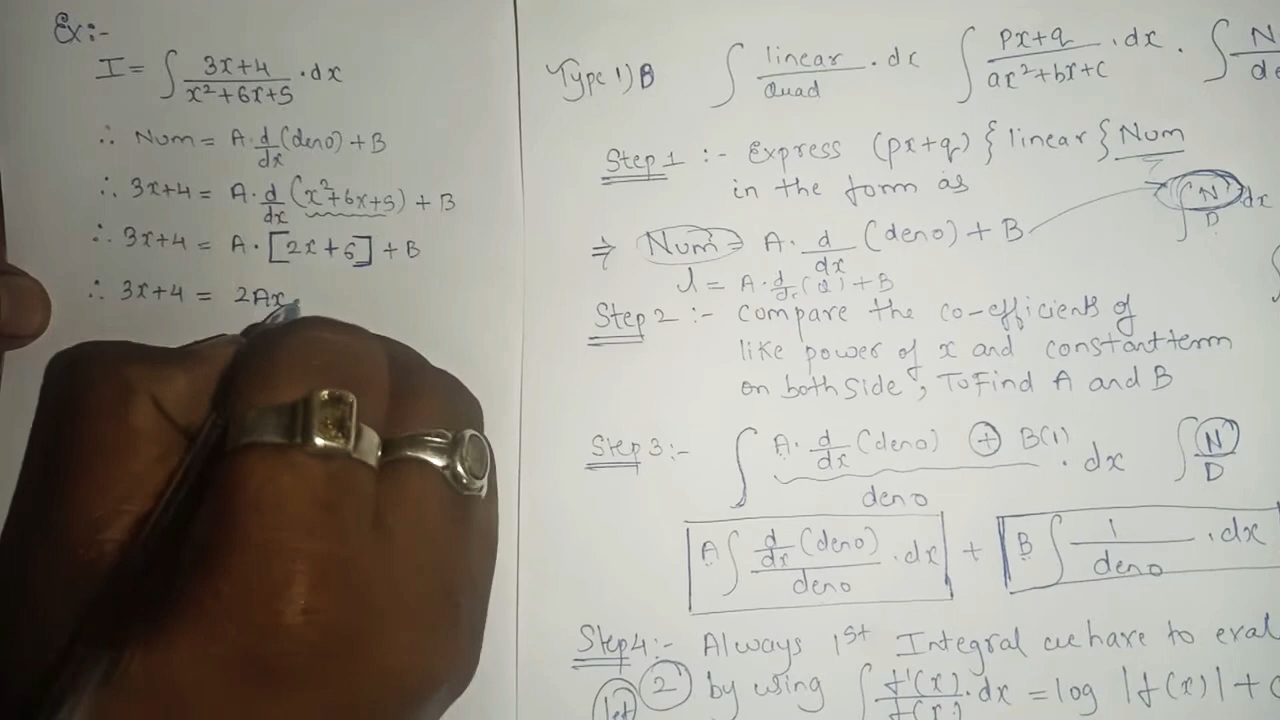 Ex:-
I = ∫ 3x+4 / x²+6x+5 · dx
∴ Num = A · d/dx (deno) + B
∴ 3x+4 = A · d/dx (x²+6x+5) + B
∴ 3x+4 = A · [2x+6] + B
∴ 3x+4 = 2Ax
Type 1) B ∫ linear / Quad · dx ∫ px+q / ax²+bx+c · dx · ∫ N / de
Step 1 :- Express (px+q) {linear} Num
in the form as
∫ N / D dx
⇒ Num = A · d/dx (deno) + B
Step 2 :- Compare the co-efficients of
like power of x and constant term
on both side, To Find A and B
Step 3 :- ∫ A · d/dx (deno) + B(1) / deno · dx ∫ N / D
A ∫ d/dx (deno) / deno · dx + B ∫ 1 / deno · dx
Step 4 :- Always 1st Integral we have to eval
2 by using ∫ f'(x) / f(x) · dx = log |f(x)| + c